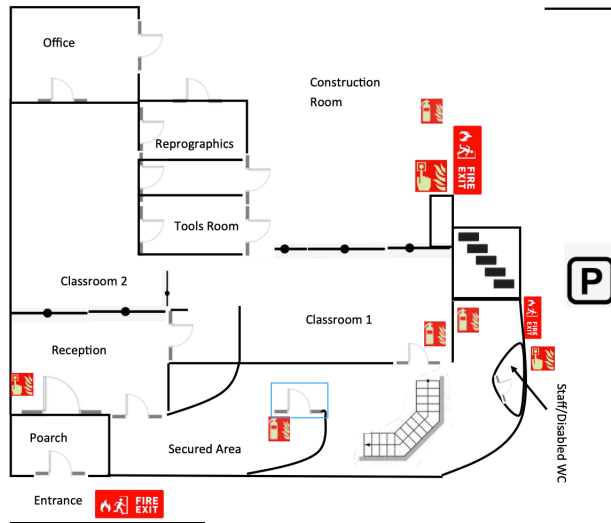 Office
Construction
Room
Reprographics
FIRE
EXIT
Tools Room
Classroom 2
P
Classroom 1
FIRE
EXIT
Reception
Staff/Disabled WC
Poarch
Secured Area
Entrance
FIRE
EXIT